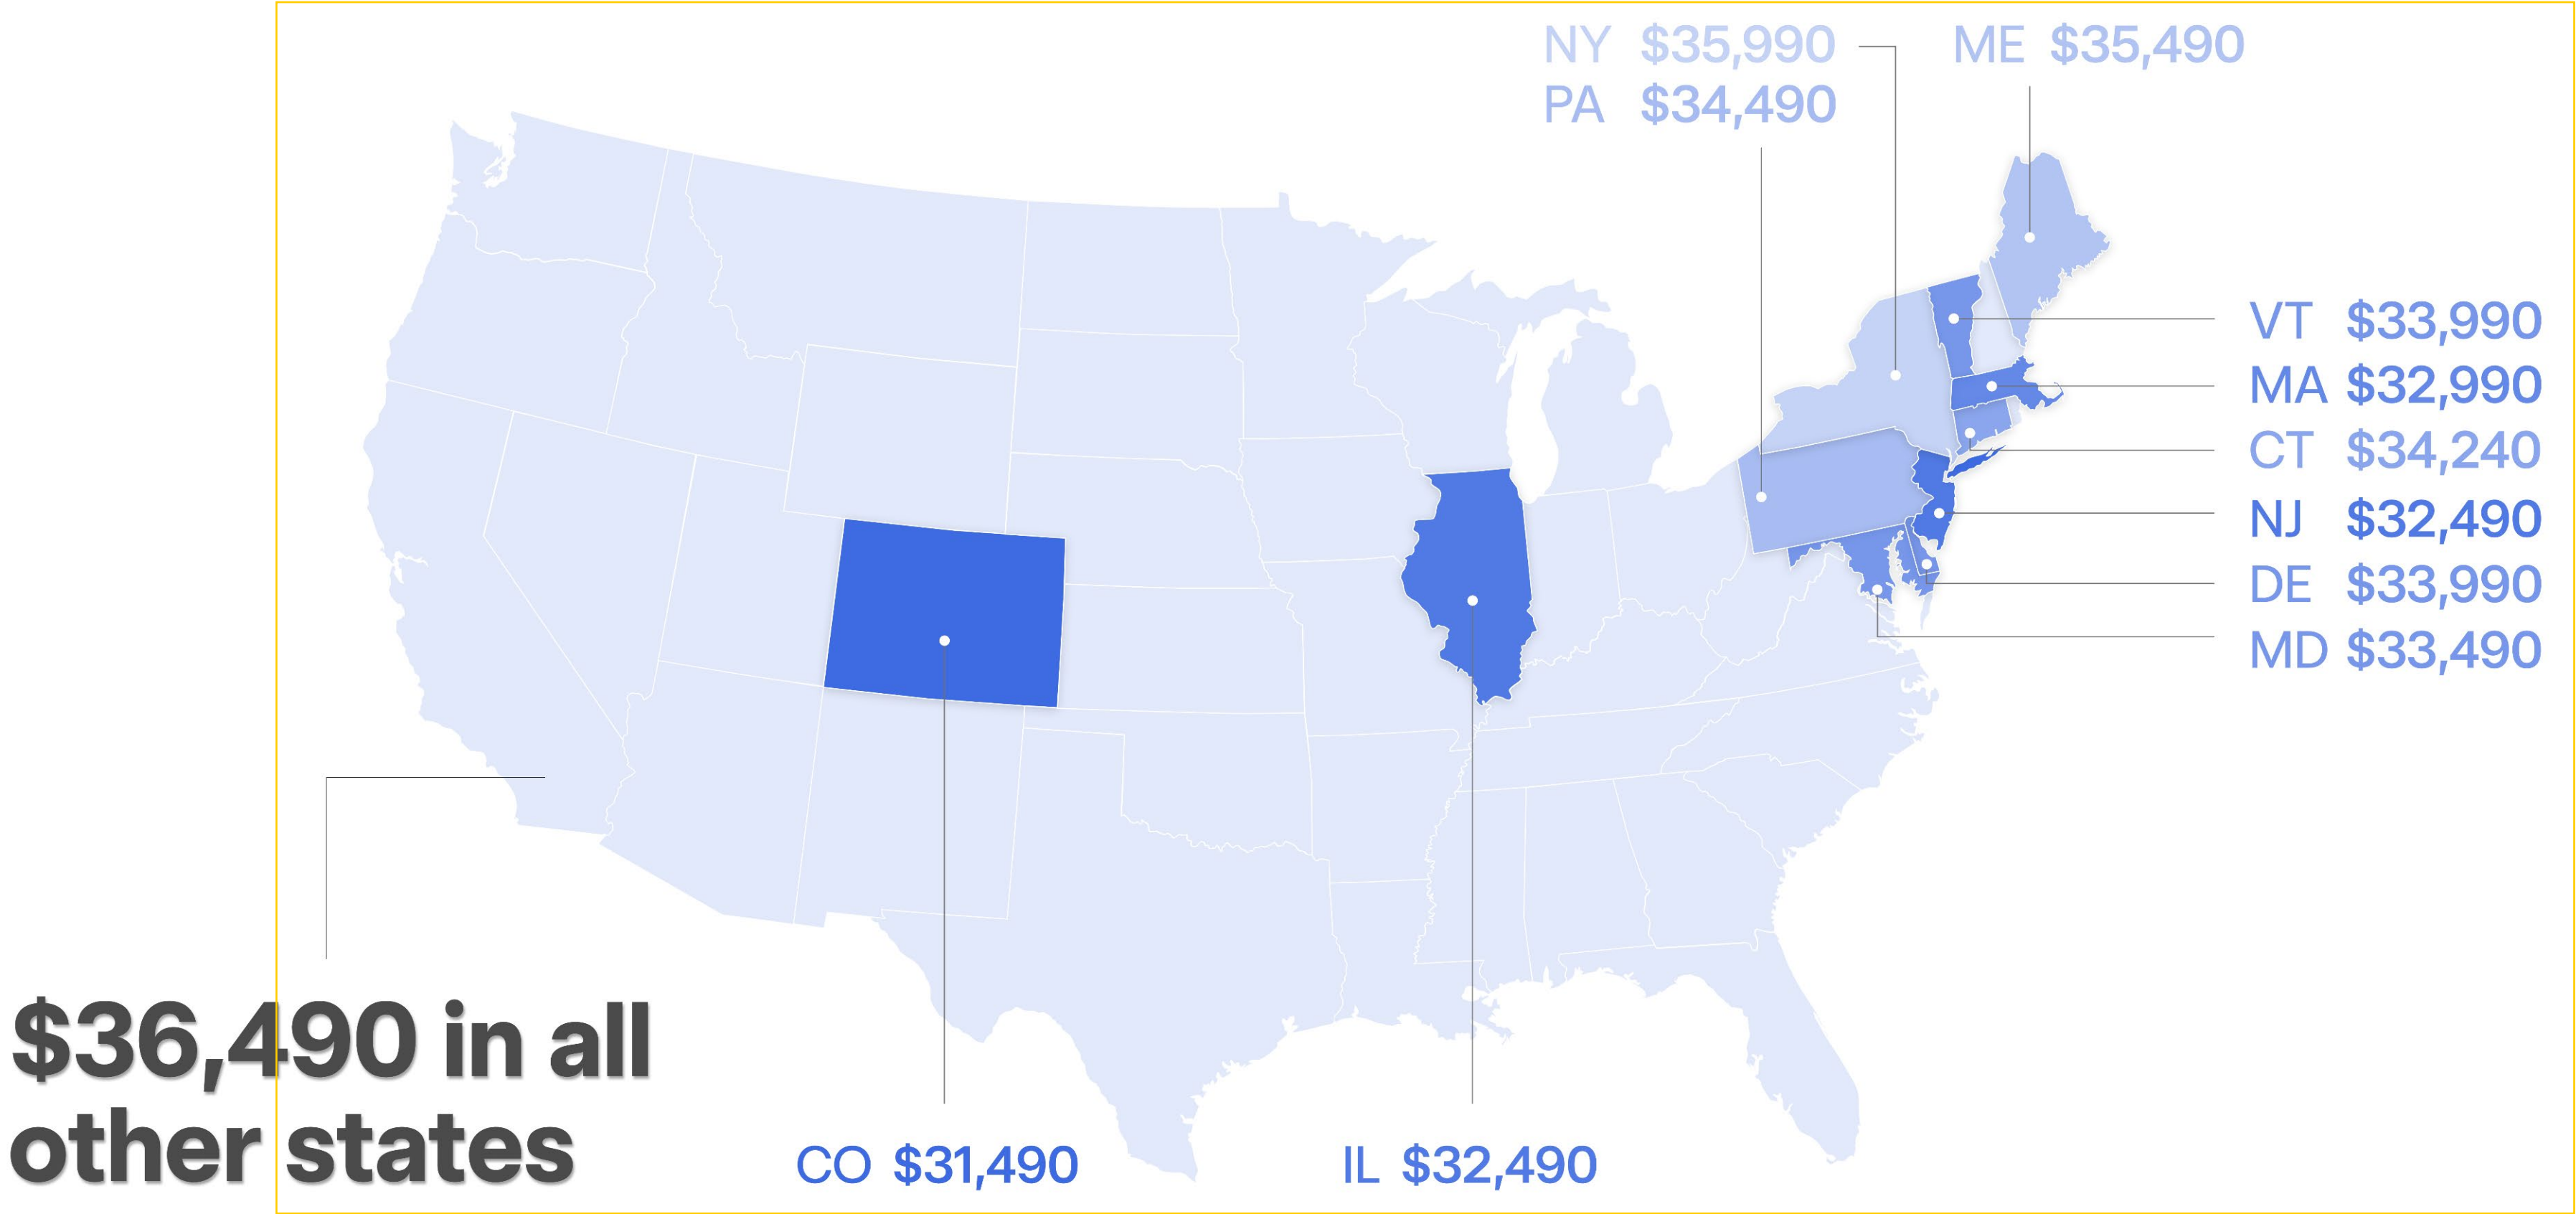 NY $35,990
ME $35,490
PA $34,490
VT $33,990
MA $32,990
CT $34,240
NJ $32,490
DE $33,990
MD $33,490
$36,490 in all
other states
CO $31,490
IL $32,490